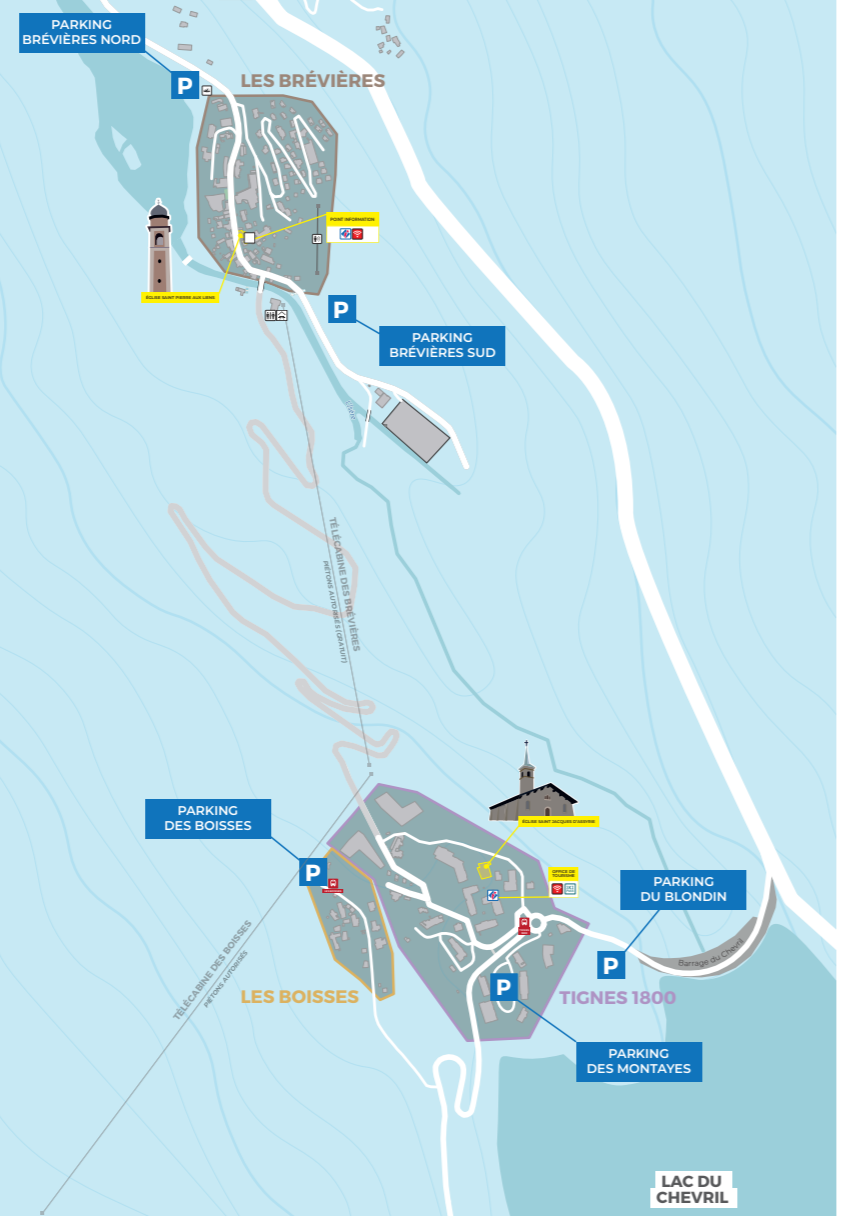 PARKING
BRÉVIÈRES NORD
P
LES BRÉVIÈRES
POINT INFORMATION
ÉGLISE SAINT PIERRE AUX LIENS
P
PARKING
BRÉVIÈRES SUD
TÉLÉCABINE DES BRÉVIÈRES
PIÉTONS AUTORISÉS (GRATUIT)
PARKING
DES BOISSES
P
ÉGLISE SAINT JACQUES D'ASSYEN
OFFICE DE
TOURISME
PARKING
DU BLONDIN
P
Barrage du Chevril
TÉLÉCABINE DES BOISSES
PIÉTONS AUTORISÉS
LES BOISSES
P
TIGNES 1800
PARKING
DES MONTAYES
LAC DU
CHEVRIL